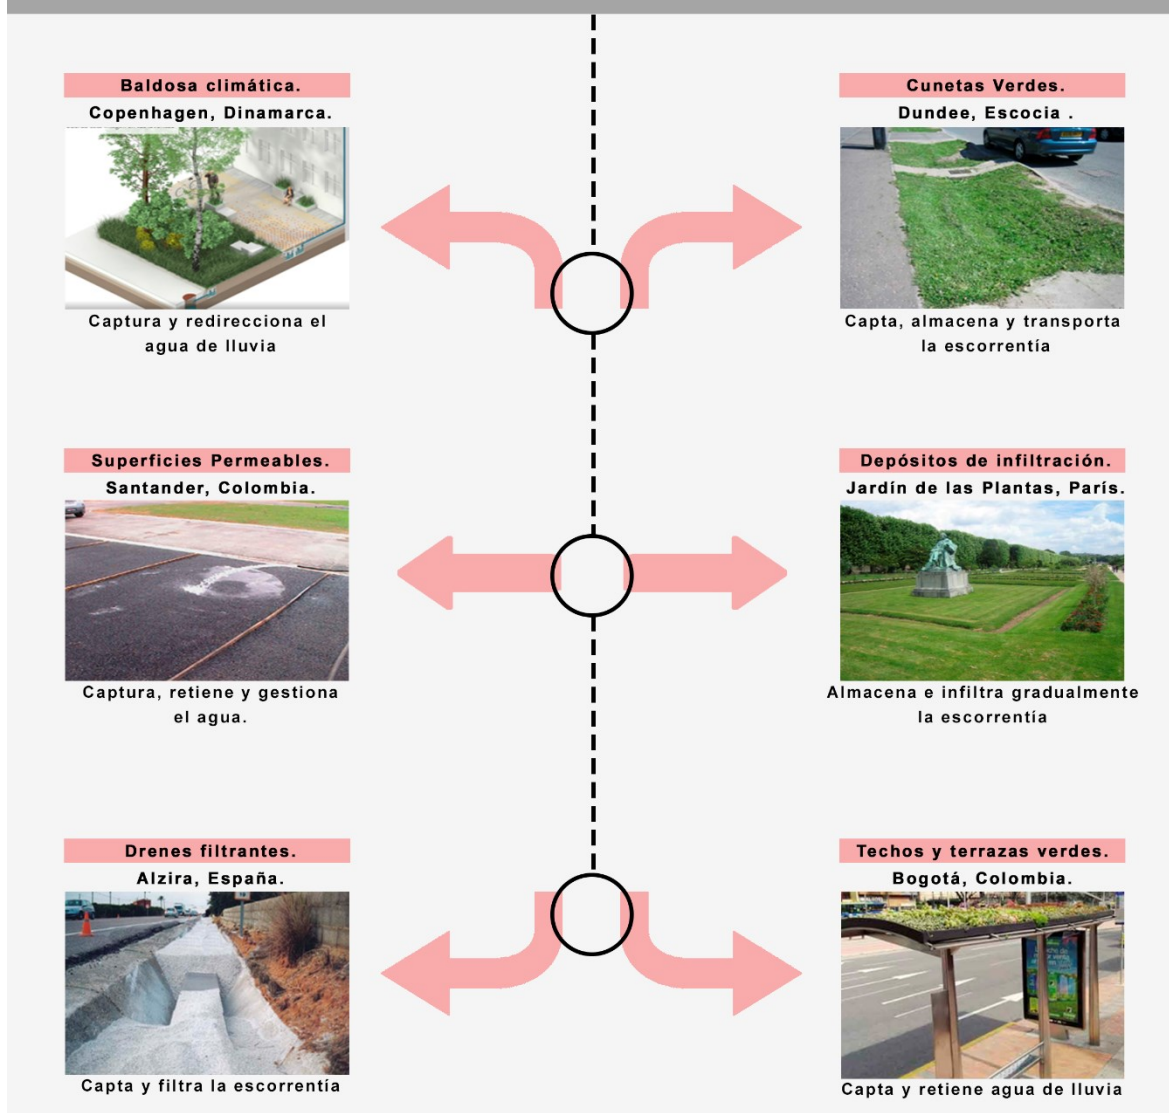 Baldosa climática.
Copenhagen, Dinamarca.
Captura y redirecciona el
agua de lluvia
Cunetas Verdes.
Dundee, Escocia .
Capta, almacena y transporta
la escorrentía
Superficies Permeables.
Santander, Colombia.
Captura, retiene y gestiona
el agua.
Depósitos de infiltración.
Jardín de las Plantas, París.
Almacena e infiltra gradualmente
la escorrentía
Drenes filtrantes.
Alzira, España.
Capta y filtra la escorrentía
Techos y terrazas verdes.
Bogotá, Colombia.
Capta y retiene agua de lluvia